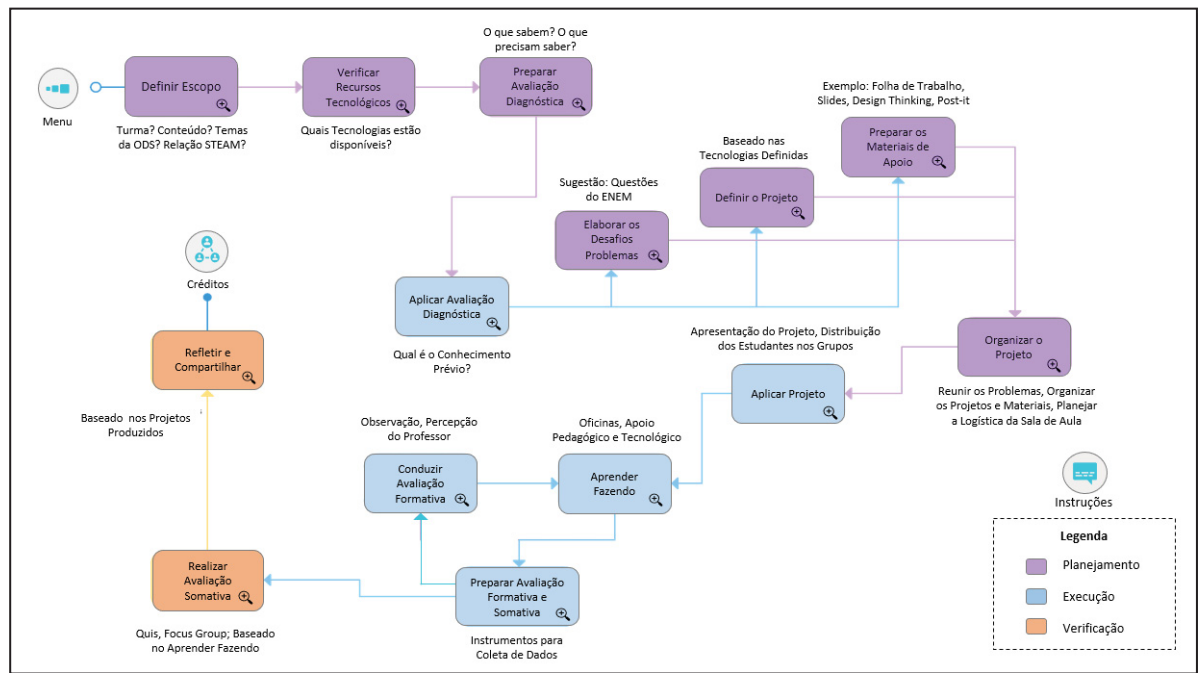 Menu
Definir Escopo
Turma? Conteúdo? Temas
da ODS? Relação STEAM?
Verificar
Recursos
Tecnológicos
Quais Tecnologias estão
disponíveis?
O que sabem? O que
precisam saber?
Preparar
Avaliação
Diagnóstica
Exemplo: Folha de Trabalho,
Slides, Design Thinking, Post-it
Preparar os
Materiais de
Apoio
Baseado nas
Tecnologias Definidas
Definir o Projeto
Sugestão: Questões
do ENEM
Elaborar os
Desafios
Problemas
Aplicar Avaliação
Diagnóstica
Qual é o Conhecimento
Prévio?
Organizar o
Projeto
Reunir os Problemas, Organizar
os Projetos e Materiais, Planejar
a Logística da Sala de Aula
Apresentação do Projeto, Distribuição
dos Estudantes nos Grupos
Aplicar Projeto
Oficinas, Apoio
Pedagógico e Tecnológico
Aprender
Fazendo
Observação, Percepção
do Professor
Conduzir
Avaliação
Formativa
Preparar Avaliação
Formativa e
Somativa
Instrumentos para
Coleta de Dados
Realizar
Avaliação
Somativa
Quis, Focus Group; Baseado
no Aprender Fazendo
Baseado nos Projetos
Produzidos
Refletir e
Compartilhar
Créditos
Instruções
Legenda
Planejamento
Execução
Verificação